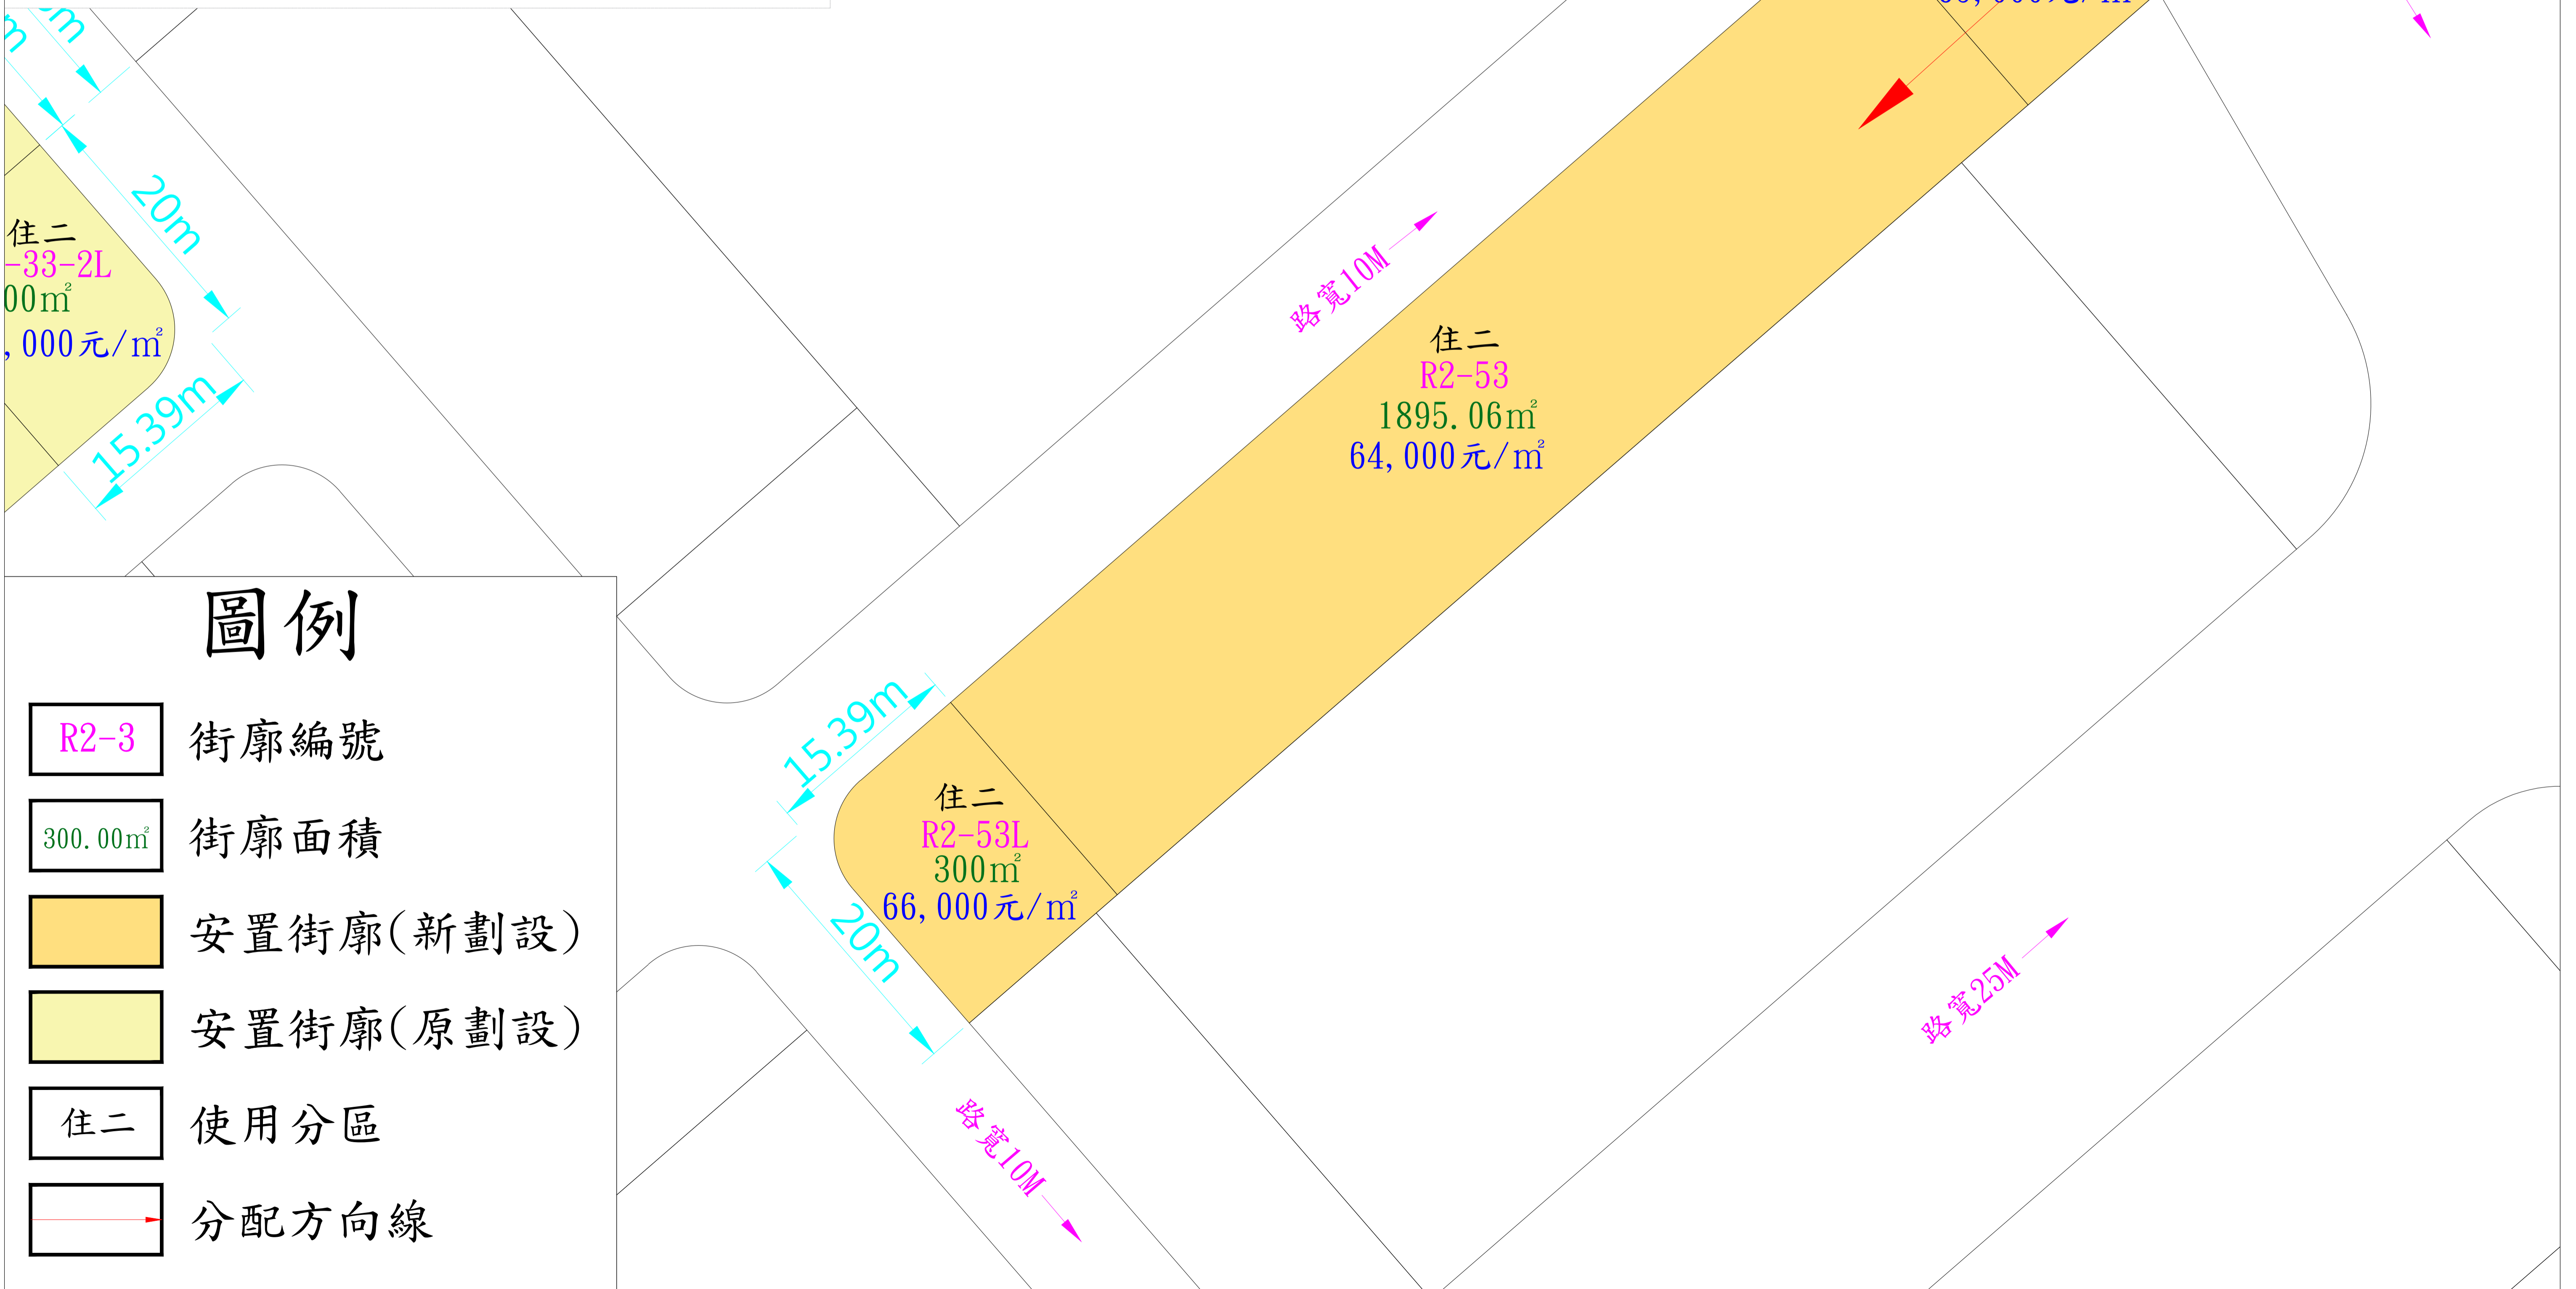 20m
住二
-33-2L
00㎡
,000元/㎡
15.39m
路寬10M
住二
R2-53
1895.06㎡
64,000元/㎡
15.39m
住二
R2-53L
300㎡
66,000元/㎡
20m
路寬10M
路寬25M
圖例
R2-3 街廓編號
300.00㎡ 街廓面積
安置街廓(新劃設)
安置街廓(原劃設)
住二 使用分區
分配方向線